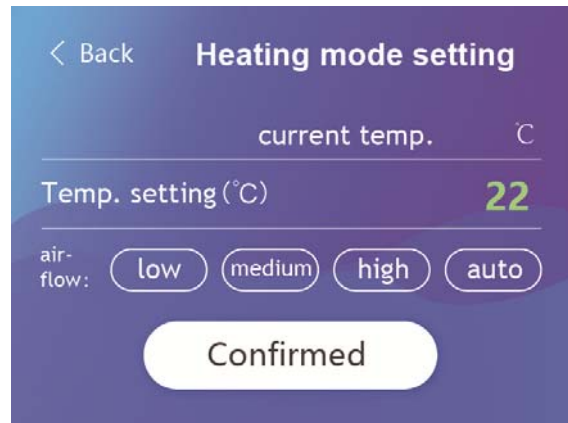 < Back Heating mode setting
current temp. ℃
Temp. setting(℃) 22
air-
flow: low medium high auto
Confirmed